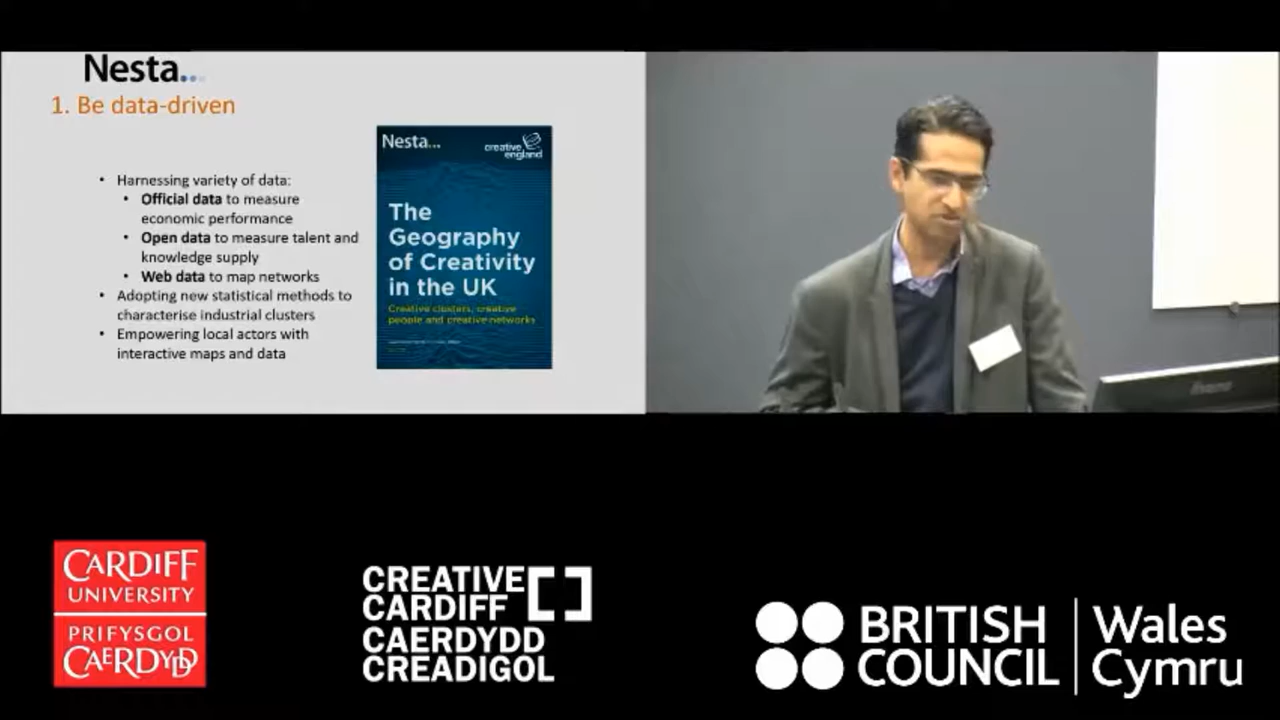 Nesta...
1. Be data-driven
• Harnessing variety of data:
• Official data to measure
economic performance
• Open data to measure talent and
knowledge supply
• Web data to map networks
• Adopting new statistical methods to
characterise industrial clusters
• Empowering local actors with
interactive maps and data
Nesta...
creative
england
The
Geography
of Creativity
in the UK
Creative clusters, creative
people and creative networks
CARDIFF
UNIVERSITY
PRIFYSGOL
CAERDYDD
CREATIVE
CARDIFF
CAERDYDD
CREADIGOL
BRITISH
COUNCIL
Wales
Cymru